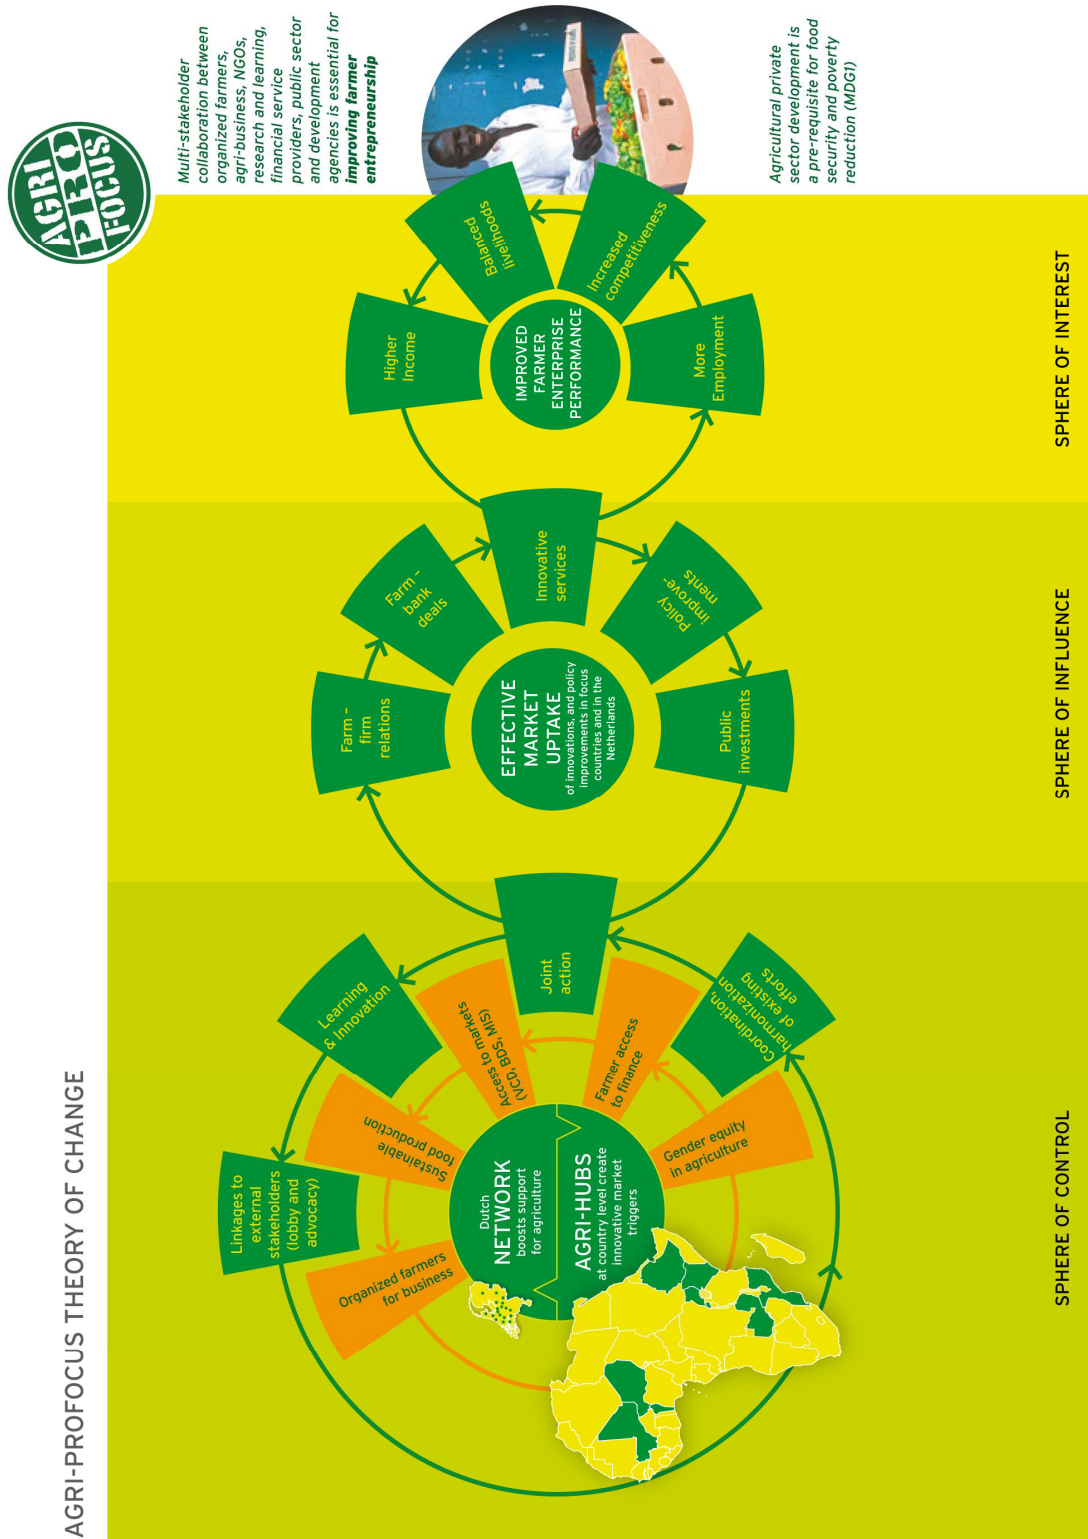 AGRI-PROFOCUS THEORY OF CHANGE
AGRI
PRO
FOCUS
Linkages to
external
stakeholders
(lobby and
advocacy)
Learning
& Innovation
Joint
action
Coordination,
harmonization
of existing
efforts
Organized farmers
for business
Sustainable
food production
Access to markets
(VCD, BDS, MIS)
Farmer access
to finance
Gender equity
in agriculture
Dutch
NETWORK
boosts support
for agriculture
AGRI-HUBS
at country level create
innovative market
triggers
SPHERE OF CONTROL
Farm –
firm
relations
Farm –
bank
deals
Innovative
services
Policy
improve-
ments
Public
investments
EFFECTIVE
MARKET
UPTAKE
of innovations, and policy
improvements in focus
countries and in the
Netherlands
SPHERE OF INFLUENCE
Higher
Income
Balanced
livelihoods
Increased
competitiveness
More
Employment
IMPROVED
FARMER
ENTERPRISE
PERFORMANCE
SPHERE OF INTEREST
Multi-stakeholder
collaboration between
organized farmers,
agri-business, NGOs,
research and learning,
financial service
providers, public sector
and development
agencies is essential for
improving farmer
entrepreneurship
Agricultural private
sector development is
a pre-requisite for food
security and poverty
reduction (MDG1)